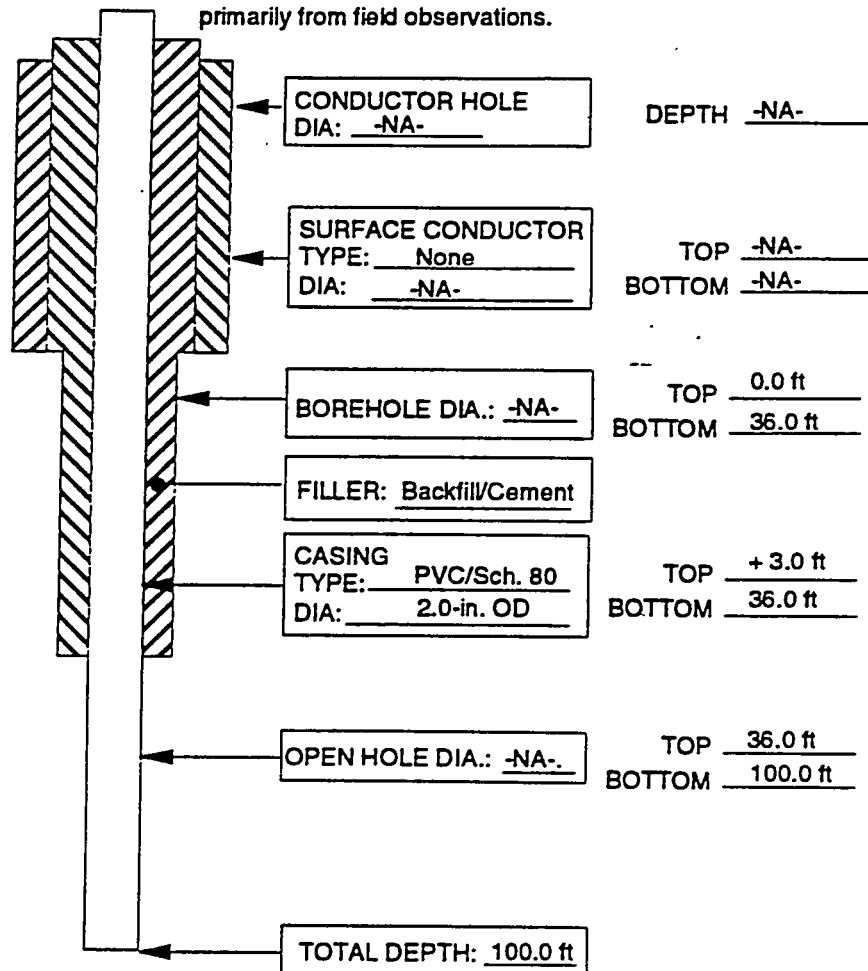 primarily from field observations.
CONDUCTOR HOLE
DIA: -NA-
DEPTH -NA-
SURFACE CONDUCTOR
TYPE: None
DIA: -NA-
TOP -NA-
BOTTOM -NA-
BOREHOLE DIA.: -NA-
TOP 0.0 ft
BOTTOM 36.0 ft
FILLER: Backfill/Cement
CASING
TYPE: PVC/Sch. 80
DIA: 2.0-in. OD
TOP + 3.0 ft
BOTTOM 36.0 ft
OPEN HOLE DIA.: -NA-.
TOP 36.0 ft
BOTTOM 100.0 ft
TOTAL DEPTH: 100.0 ft